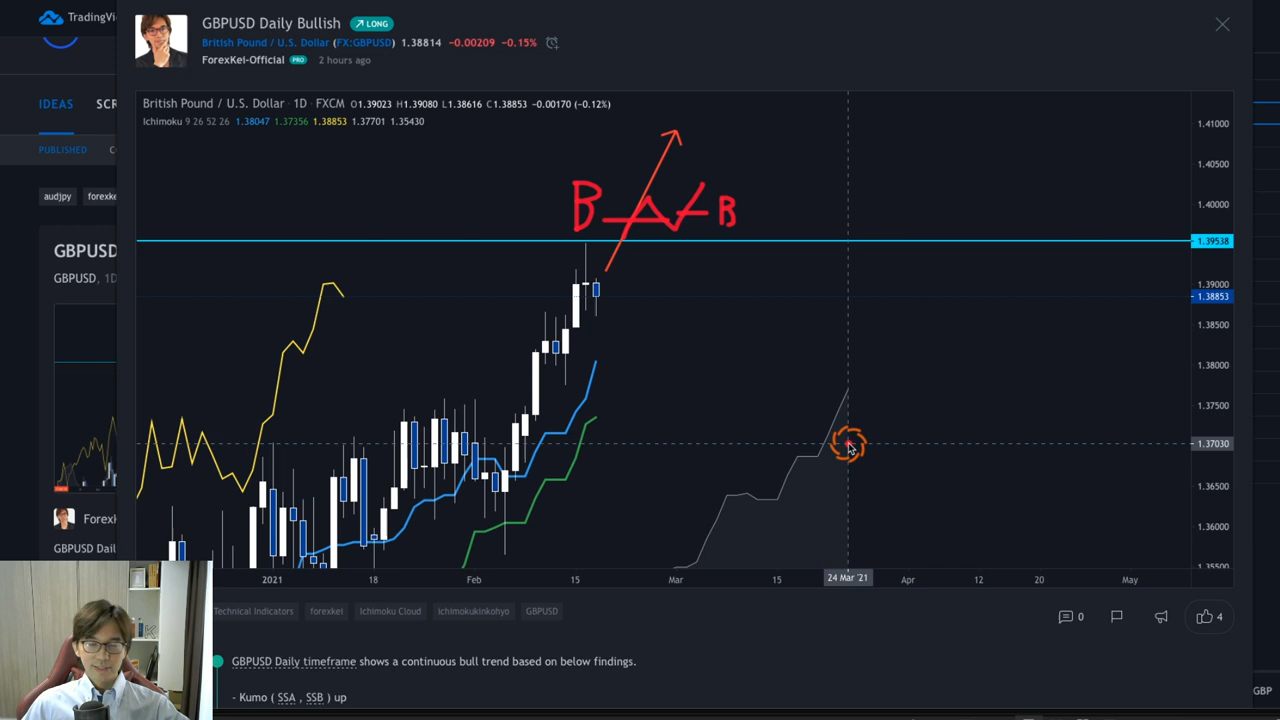 TradingVi
GBPUSD Daily Bullish
LONG
British Pound / U.S. Dollar (FX:GBPUSD) 1.38814 −0.00209 −0.15%
ForexKei-Official PRO 2 hours ago
IDEAS SCR
PUBLISHED C
audjpy forexke
GBPUSD
GBPUSD, 1D
ForexK
GBPUSD Dail
British Pound / U.S. Dollar · 1D · FXCM O1.39023 H1.39080 L1.38616 C1.38853 −0.00170 (−0.12%)
Ichimoku 9 26 52 26 1.38047 1.37356 1.38853 1.37701 1.35430
B B
1.41000
1.40500
1.40000
1.39538
1.39000
1.38853
1.38500
1.38000
1.37500
1.37030
1.36500
1.36000
1.35500
2021 18 Feb 15 Mar 15 24 Mar '21 Apr 12 20 May
Technical Indicators forexkei Ichimoku Cloud ichimokukinkohyo GBPUSD
0 4
GBPUSD Daily timeframe shows a continuous bull trend based on below findings.
- Kumo ( SSA , SSB ) up
GBP